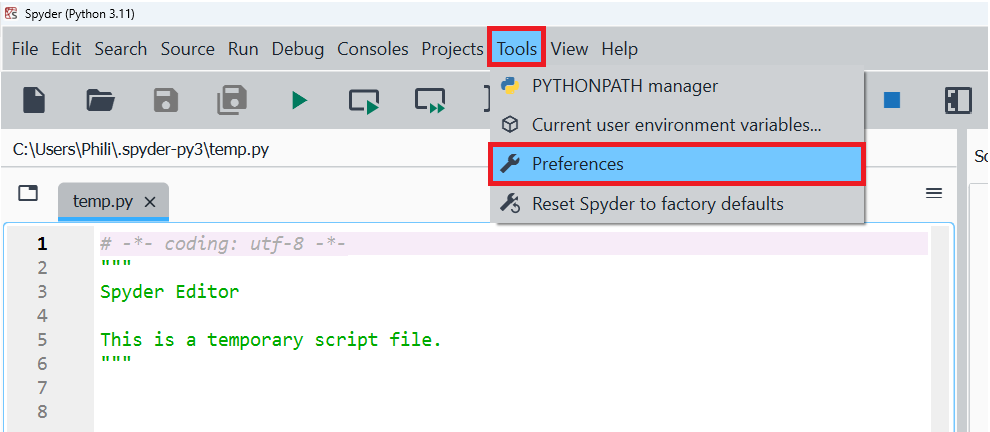 Spyder (Python 3.11)
File Edit Search Source Run Debug Consoles Projects Tools View Help
PYTHONPATH manager
Current user environment variables...
Preferences
Reset Spyder to factory defaults
C:\Users\Phili\.spyder-py3\temp.py
temp.py
1 # -*- coding: utf-8 -*-
2 """
3 Spyder Editor
4
5 This is a temporary script file.
6 """
7
8